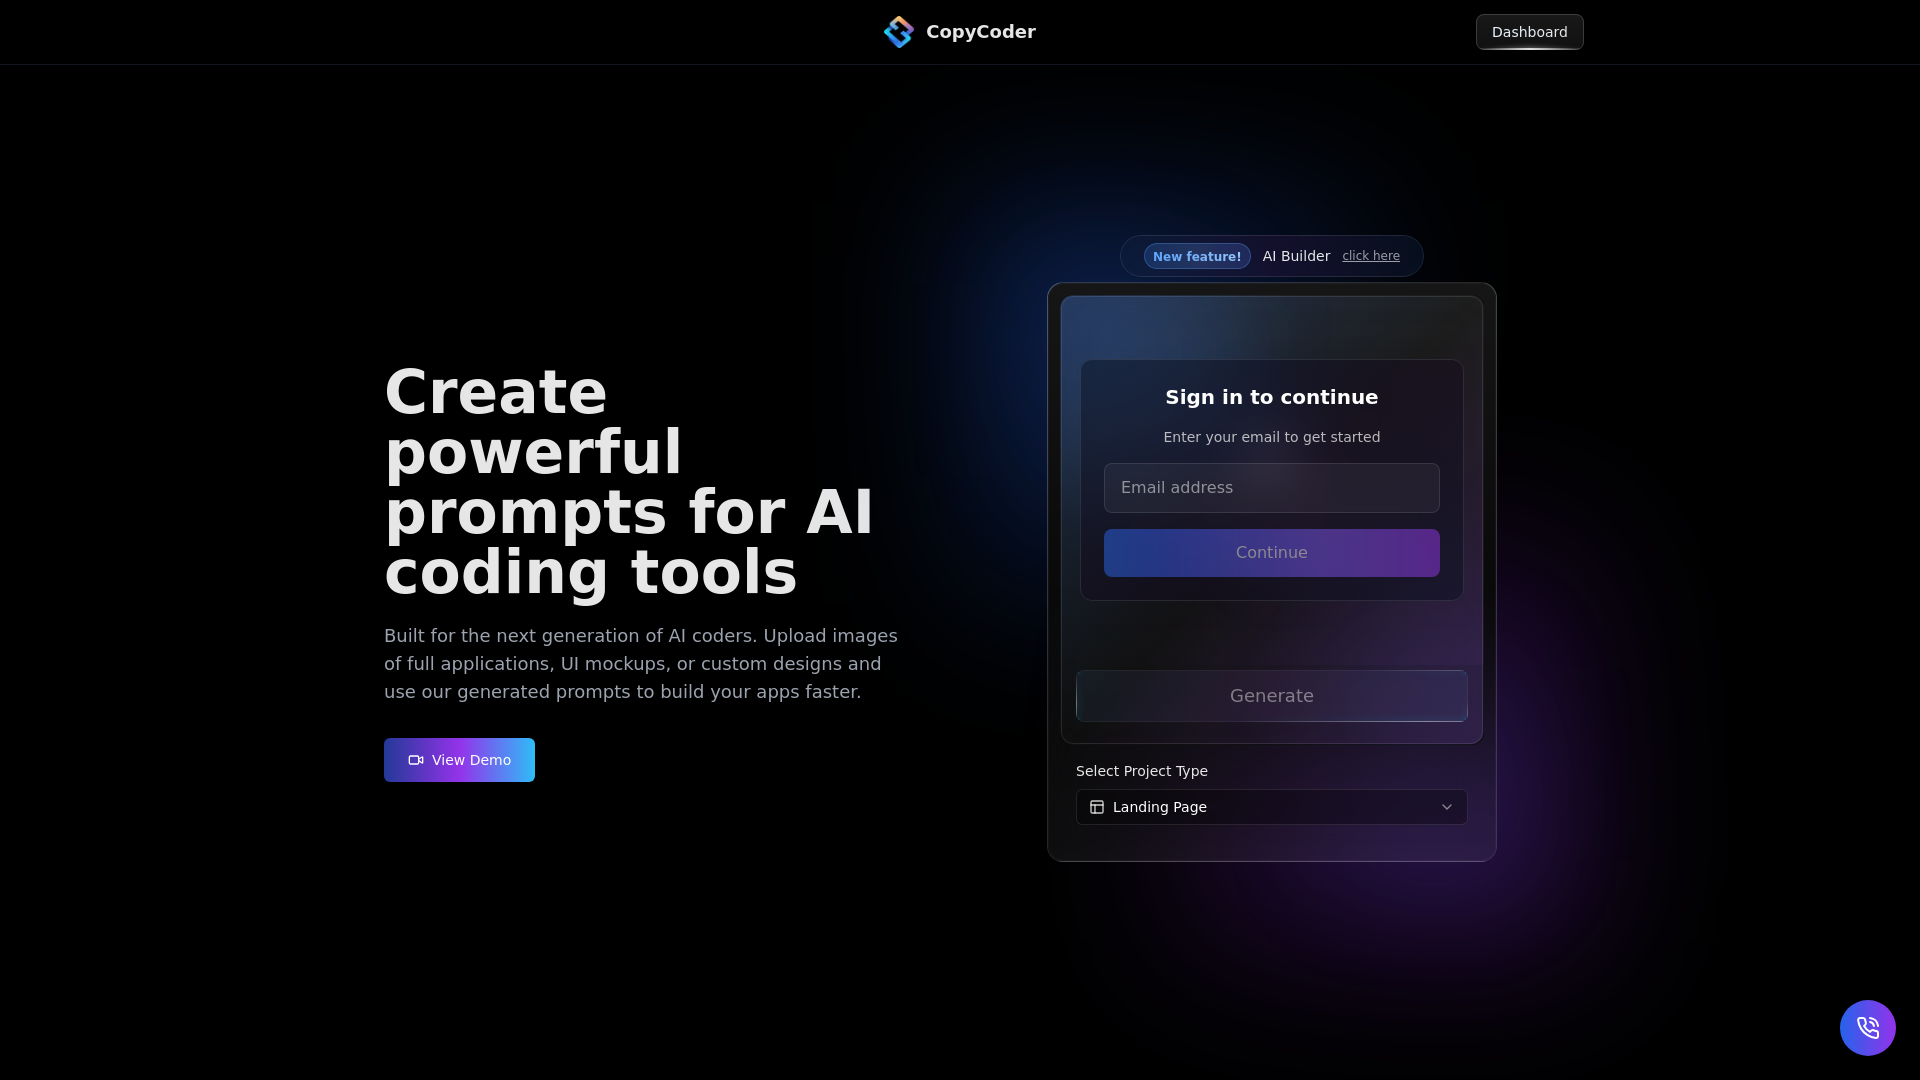 CopyCoder
Dashboard
New feature! AI Builder click here
Create
powerful
prompts for AI
coding tools
Built for the next generation of AI coders. Upload images
of full applications, UI mockups, or custom designs and
use our generated prompts to build your apps faster.
View Demo
Sign in to continue
Enter your email to get started
Email address
Continue
Generate
Select Project Type
Landing Page